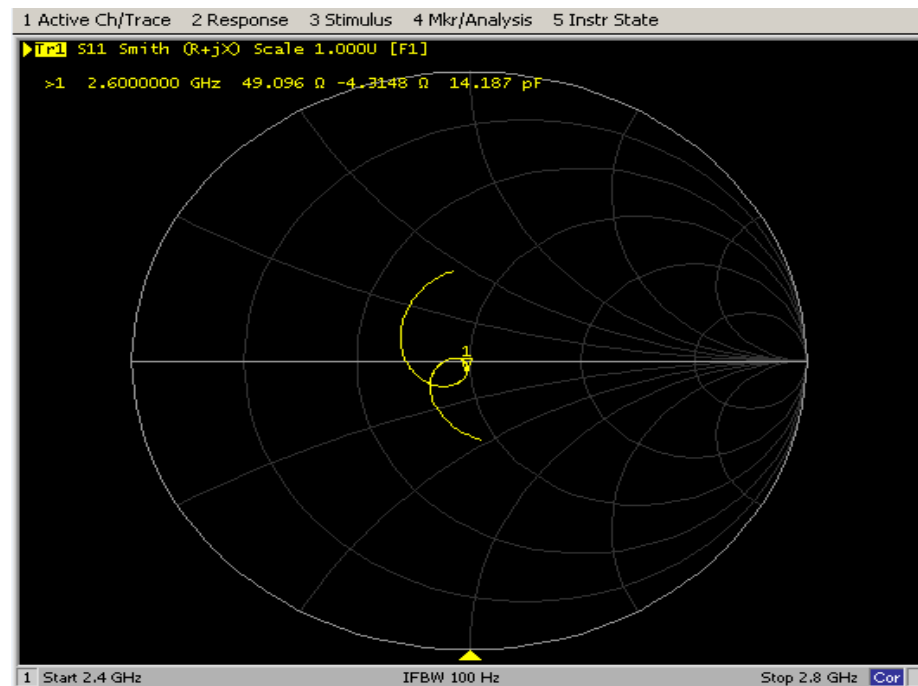 1 Active Ch/Trace 2 Response 3 Stimulus 4 Mkr/Analysis 5 Instr State
Tr1 S11 Smith (R+jX) Scale 1.000U [F1]
>1 2.6000000 GHz 49.096 Ω -4.3148 Ω 14.187 pF
1
1 Start 2.4 GHz IFBW 100 Hz Stop 2.8 GHz Cor